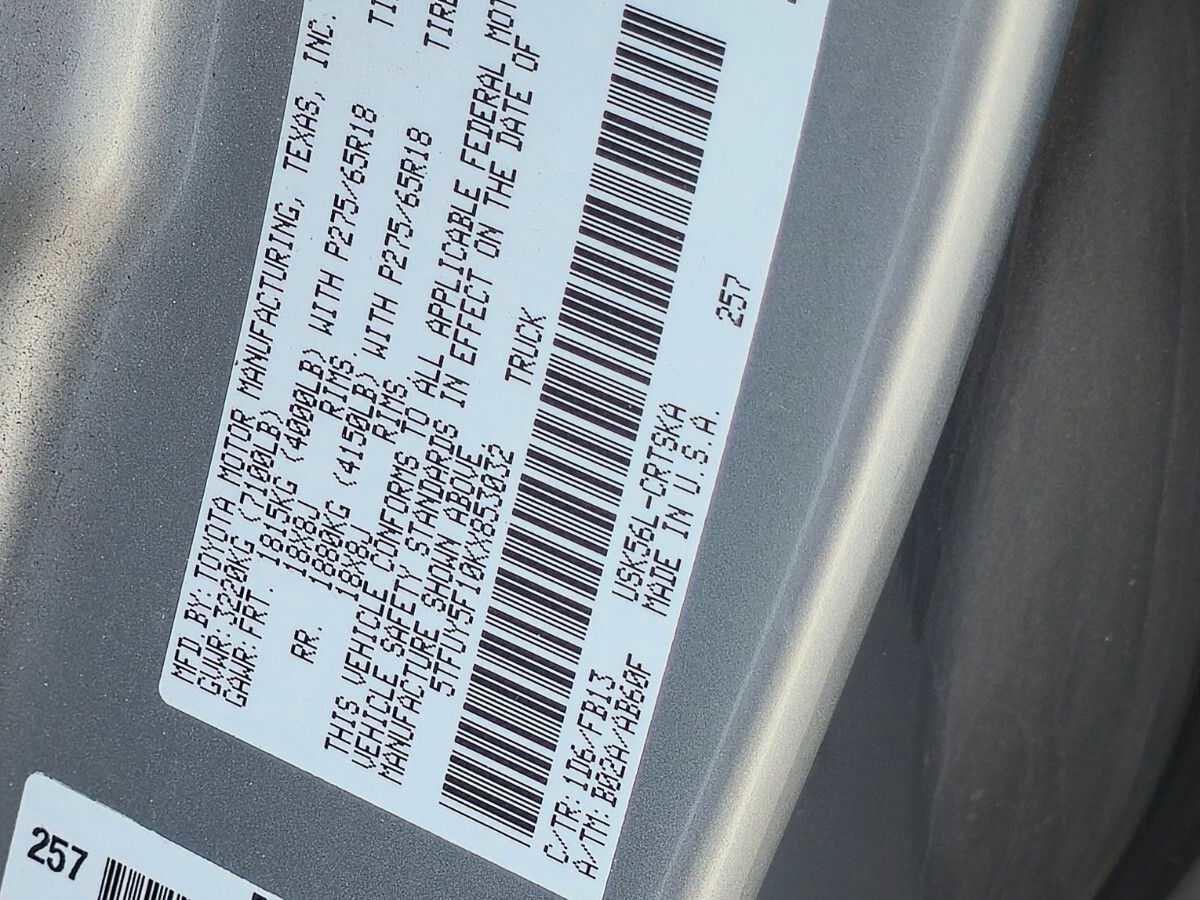 MFD. BY: TOYOTA MOTOR MANUFACTURING, TEXAS, INC.
GVWR: 3220KG (7100LB)
GAWR: FRT. 1815KG (4000LB) WITH P275/65R18
18X8J RIMS,
RR. 1880KG (4150LB) WITH P275/65R18
18X8J RIMS,
THIS VEHICLE CONFORMS TO ALL APPLICABLE FEDERAL
VEHICLE SAFETY STANDARDS IN EFFECT ON THE DATE OF
MANUFACTURE SHOWN ABOVE.
5TFUY5F10KX853032 TRUCK
C/TR: 1D6/FB13 USK56L-CRTSKA 257
A/TM: B02A/AB60F MADE IN U.S.A.
257